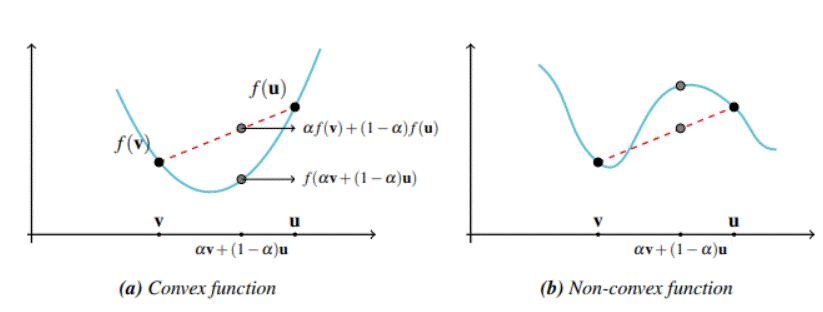 f(u)
αf(v)+(1−α)f(u)
f(v)
f(αv+(1−α)u)
v
u
αv+(1−α)u
(a) Convex function
v
u
αv+(1−α)u
(b) Non-convex function